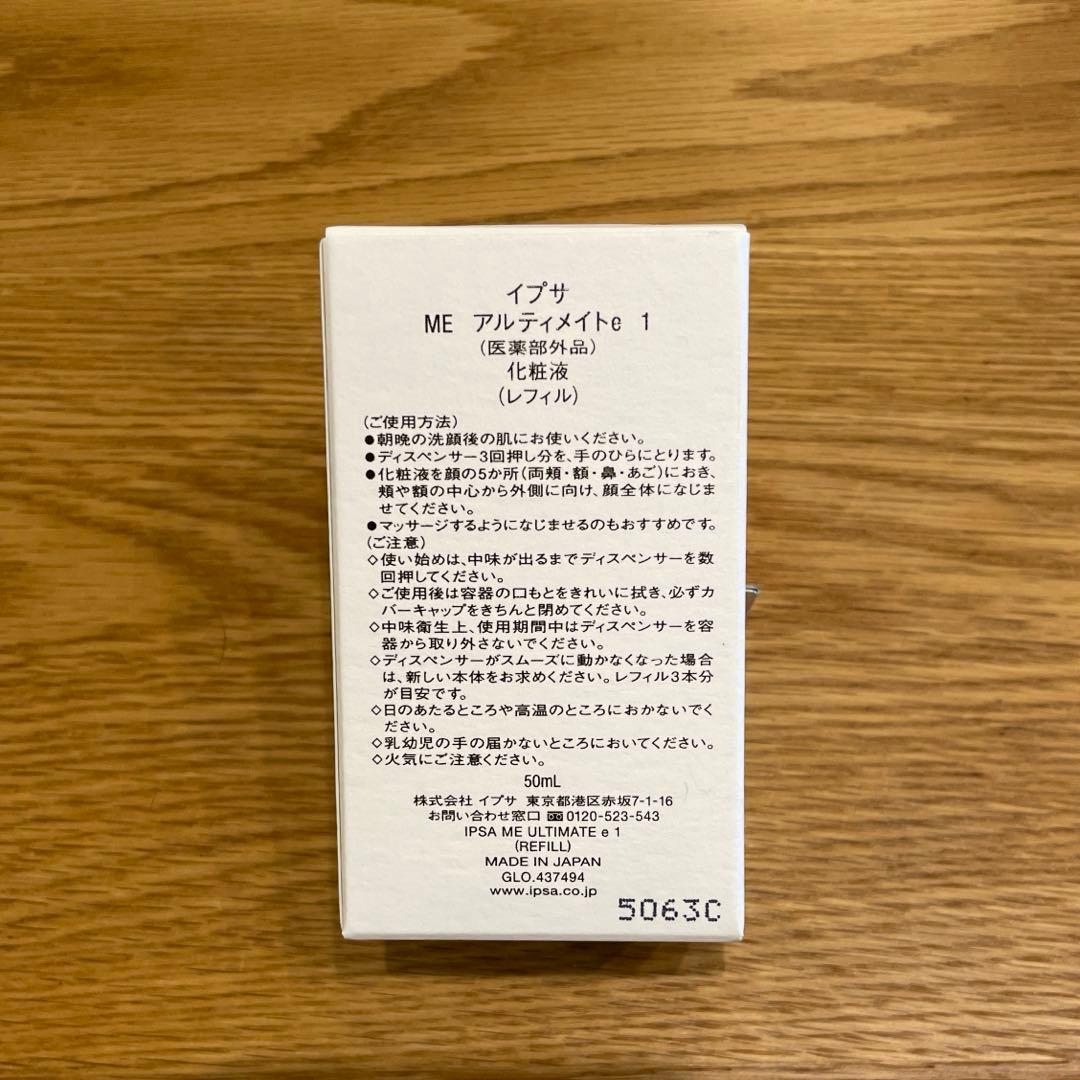 イプサ
ME アルティメイトe 1
(医薬部外品)
化粧液
(レフィル)
(ご使用方法)
●朝晩の洗顔後の肌にお使いください。
●ディスペンサー3回押し分を、手のひらにとります。
●化粧液を顔の5か所(両頬・額・鼻・あご)におき、
頬や額の中心から外側に向け、顔全体になじま
せてください。
●マッサージするようになじませるのもおすすめです。
(ご注意)
◇使い始めは、中味が出るまでディスペンサーを数
回押してください。
◇ご使用後は容器の口もとをきれいに拭き、必ずカ
バーキャップをきちんと閉めてください。
◇中味衛生上、使用期間中はディスペンサーを容
器から取り外さないでください。
◇ディスペンサーがスムーズに動かなくなった場合
は、新しい本体をお求めください。レフィル3本分
が目安です。
◇日のあたるところや高温のところにおかないでく
ださい。
◇乳幼児の手の届かないところにおいてください。
◇火気にご注意ください。
50mL
株式会社 イプサ 東京都港区赤坂7-1-16
お問い合わせ窓口 0120-523-543
IPSA ME ULTIMATE e 1
(REFILL)
MADE IN JAPAN
GLO.437494
www.ipsa.co.jp
5063C